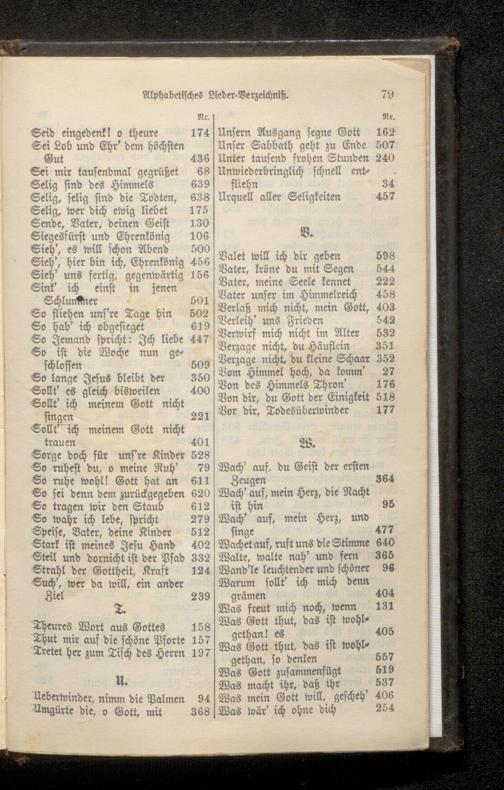 Alphabetisches Lieder-Verzeichniß. 79
Nr.
Seid eingedenk! o theure 174
Sei Lob und Ehr' dem höchsten
Gut 436
Sei mir tausendmal gegrüßet 68
Selig sind des Himmels 639
Selig, selig sind die Todten, 638
Selig, wer dich ewig liebet 175
Sende, Vater, deinen Geist 130
Siegesfürst und Ehrenkönig 106
Sieh', es will schon Abend 500
Sieh', hier bin ich, Ehrenkönig 456
Sieh' uns fertig, gegenwärtig 156
Sink' ich einst in jenen
Schlummer 501
So fliehen uns're Tage hin 502
So hab' ich obgesieget 619
So Jemand spricht: Ich liebe 447
So ist die Woche nun ge-
schlossen 509
So lange Jesus bleibt der 350
Sollt' es gleich bisweilen 400
Sollt' ich meinem Gott nicht
singen 221
Sollt' ich meinem Gott nicht
trauen 401
Sorge doch für uns're Kinder 528
So ruhest du, o meine Ruh' 79
So ruhe wohl! Gott hat an 611
So sei denn dem zurückgegeben 620
So tragen wir den Staub 612
So wahr ich lebe, spricht 279
Speise, Vater, deine Kinder 512
Stark ist meines Jesu Hand 402
Steil und dornicht ist der Pfad 332
Strahl der Gottheit, Kraft 124
Such', wer da will, ein ander
Ziel 239
T.
Theures Wort aus Gottes 158
Thut mir auf die schöne Pforte 157
Tretet her zum Tisch des Herrn 197
U.
Ueberwinder, nimm die Palmen 94
Umgürte die, o Gott, mit 368
Nr.
Unsern Ausgang segne Gott 162
Unser Sabbath geht zu Ende 507
Unter tausend frohen Stunden 240
Unwiederbringlich schnell ent-
fliehn 34
Urquell aller Seligkeiten 457
V.
Valet will ich dir geben 598
Vater, kröne du mit Segen 544
Vater, meine Seele kennet 222
Vater unser im Himmelreich 458
Verlaß mich nicht, mein Gott, 403
Verleih' uns Frieden 542
Verwirf mich nicht im Alter 532
Verzage nicht, du Häuflein 351
Verzage nicht, du kleine Schaar 352
Vom Himmel hoch, da komm' 27
Von des Himmels Thron' 176
Von dir, du Gott der Einigkeit 518
Vor dir, Todesüberwinder 177
W.
Wach' auf, du Geist der ersten
Zeugen 364
Wach' auf, mein Herz, die Nacht
ist hin 95
Wach' auf, mein Herz, und
singe 477
Wachet auf, ruft uns die Stimme 640
Walte, walte nah' und fern 365
Wand'le leuchtender und schöner 96
Warum sollt' ich mich denn
grämen 404
Was freut mich noch, wenn 131
Was Gott thut, das ist wohl-
gethan! es 405
Was Gott thut, das ist wohl-
gethan, so denken 557
Was Gott zusammenfügt 519
Was macht ihr, daß ihr 537
Was mein Gott will, gescheh' 406
Was wär' ich ohne dich 254